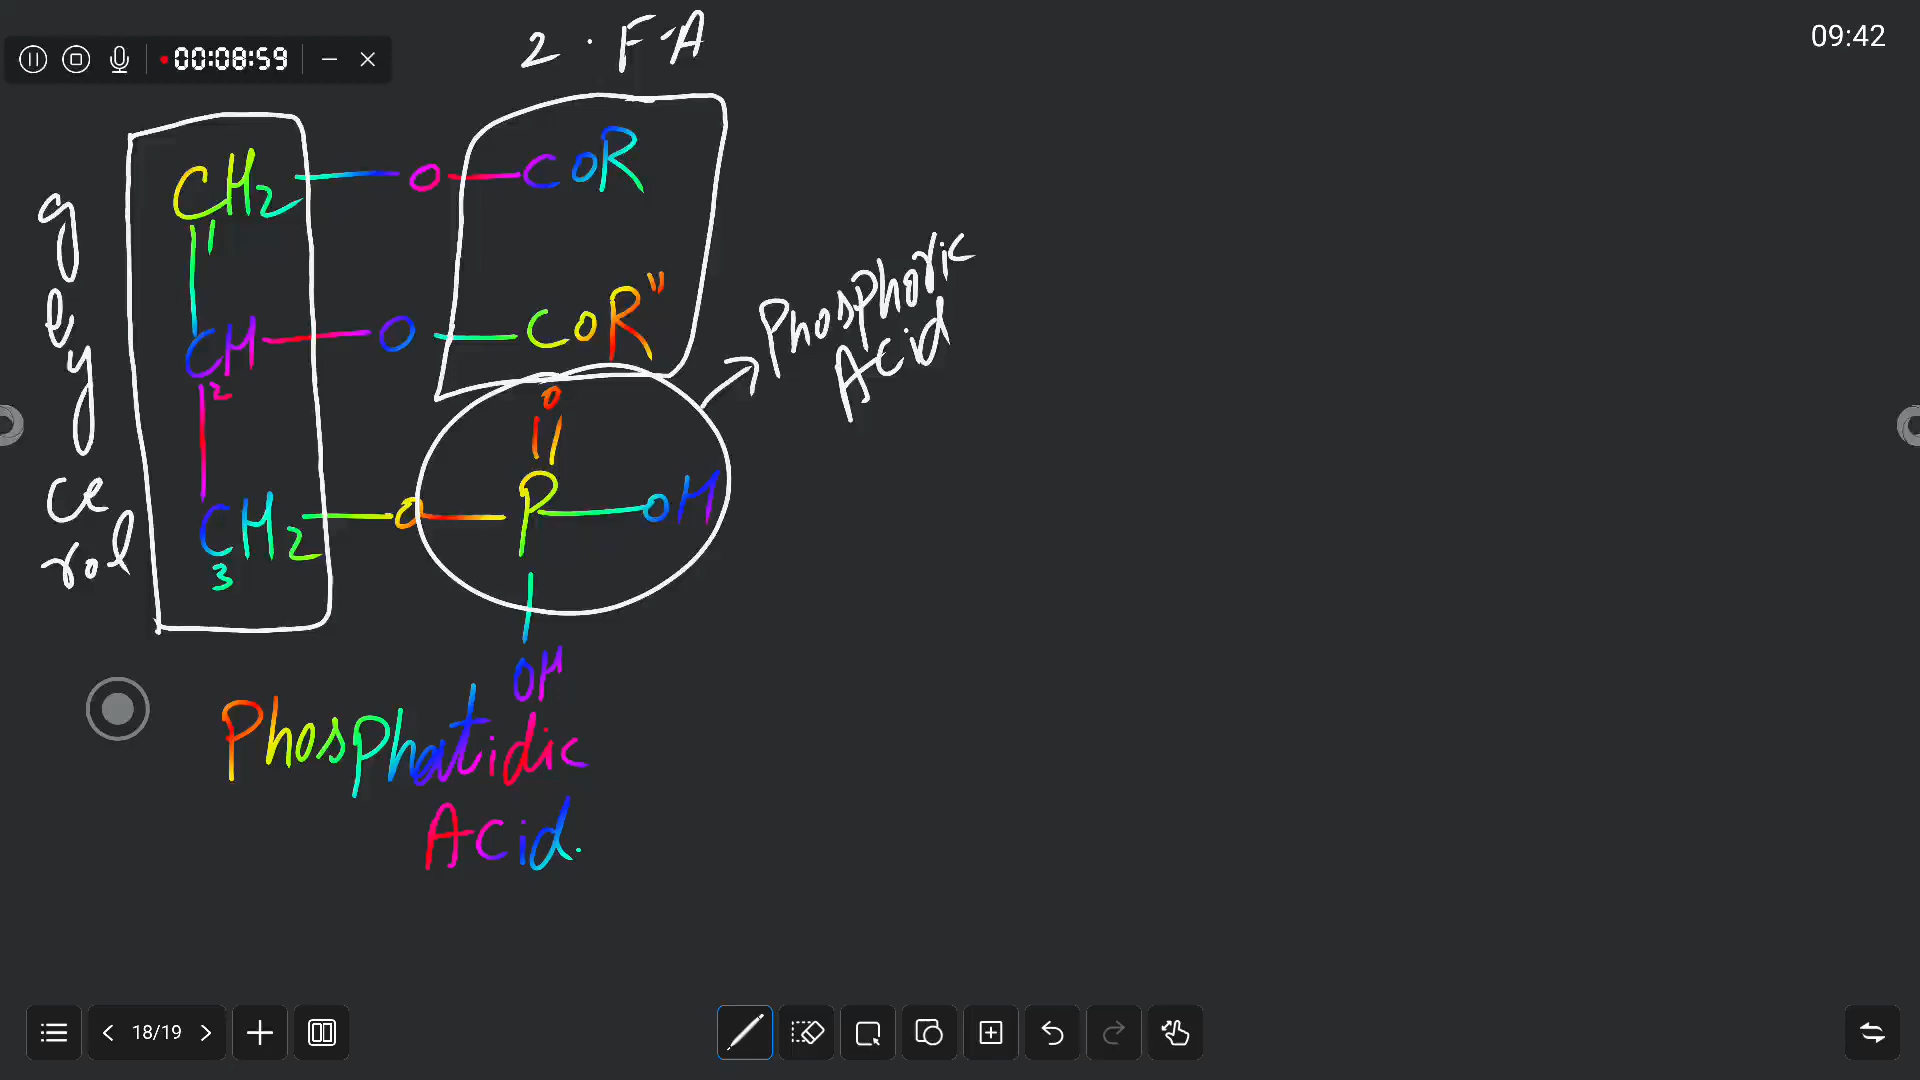 09:42
00:08:59
2 . F.A
CH2 — O — COR
1
CH — O — COR"
2
O
||
CH2 — O — P — OH
3
OH
glycerol
Phosphoric
Acid
Phosphatidic
Acid.
18/19